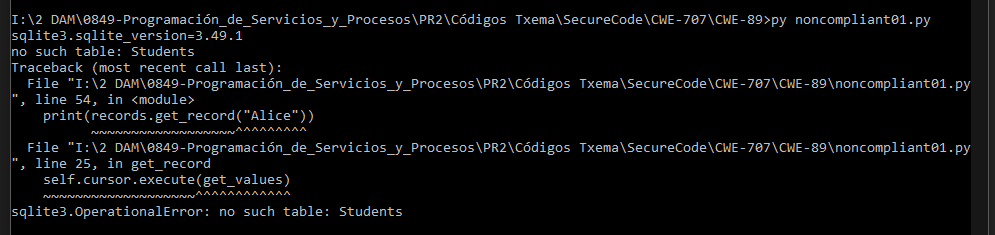 I:\2 DAM\0849-Programación_de_Servicios_y_Procesos\PR2\Códigos Txema\SecureCode\CWE-707\CWE-89>py noncompliant01.py
sqlite3.sqlite_version=3.49.1
no such table: Students
Traceback (most recent call last):
  File "I:\2 DAM\0849-Programación_de_Servicios_y_Procesos\PR2\Códigos Txema\SecureCode\CWE-707\CWE-89\noncompliant01.py
", line 54, in <module>
    print(records.get_record("Alice"))
          ~~~~~~~~~~~~~~~~~~^^^^^^^^^
  File "I:\2 DAM\0849-Programación_de_Servicios_y_Procesos\PR2\Códigos Txema\SecureCode\CWE-707\CWE-89\noncompliant01.py
", line 25, in get_record
    self.cursor.execute(get_values)
    ~~~~~~~~~~~~~~~~~~~^^^^^^^^^^^^
sqlite3.OperationalError: no such table: Students